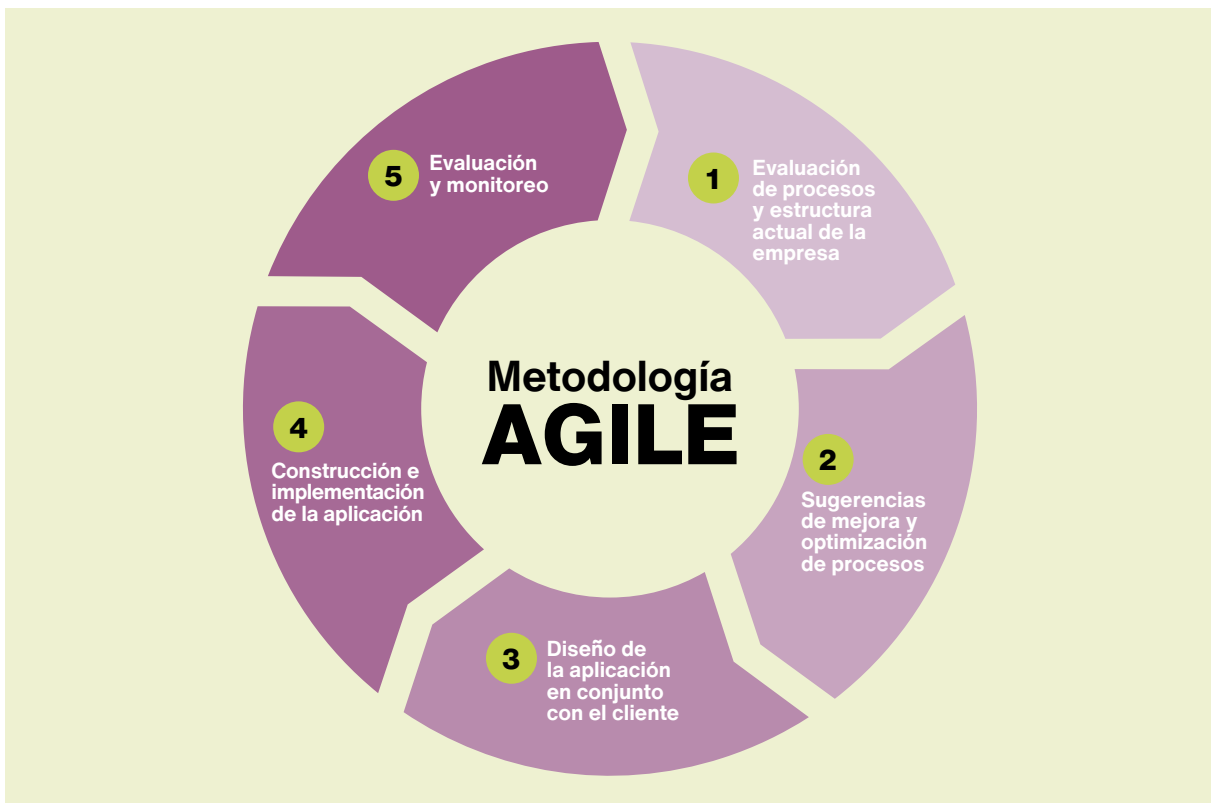 Metodología
AGILE
1
Evaluación
de procesos
y estructura
actual de la
empresa
2
Sugerencias
de mejora y
optimización
de procesos
3
Diseño de
la aplicación
en conjunto
con el cliente
4
Construcción e
implementación
de la aplicación
5
Evaluación
y monitoreo